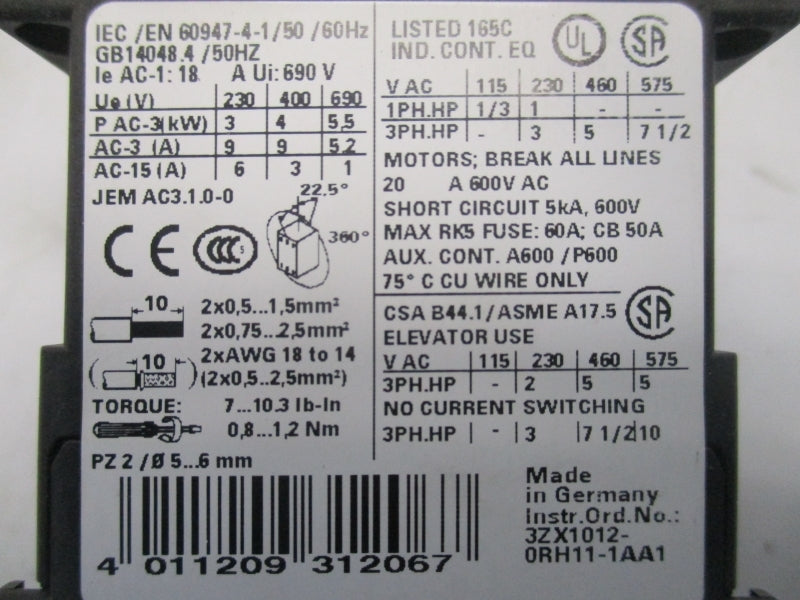 IEC /EN 60947-4-1/50 /60Hz
GB14048.4 /50HZ
Ie AC-1: 18 A Ui: 690 V
Ue (V) 230 400 690
P AC-3(kW) 3 4 5,5
AC-3 (A) 9 9 5.2
AC-15 (A) 6 3 1
JEM AC3.1.0-0
22.5°
360°
CE CCC S
10 2x0,5...1,5mm²
2x0,75...2,5mm²
10 2xAWG 18 to 14
(2x0,5..2,5mm²)
TORQUE: 7...10.3 lb-In
0,8...1,2 Nm
PZ 2 /Ø 5...6 mm
LISTED 165C
IND. CONT. EQ
UL SA
V AC 115 230 460 575
1PH.HP 1/3 1 - -
3PH.HP - 3 5 7 1/2
MOTORS; BREAK ALL LINES
20 A 600V AC
SHORT CIRCUIT 5kA, 600V
MAX RK5 FUSE: 60A; CB 50A
AUX. CONT. A600 /P600
75° C CU WIRE ONLY
CSA B44.1/ASME A17.5 SA
ELEVATOR USE
V AC 115 230 460 575
3PH.HP - 2 5 5
NO CURRENT SWITCHING
3PH.HP - 3 7 1/2 10
4 011209 312067
Made
in Germany
Instr.Ord.No.:
3ZX1012-
0RH11-1AA1